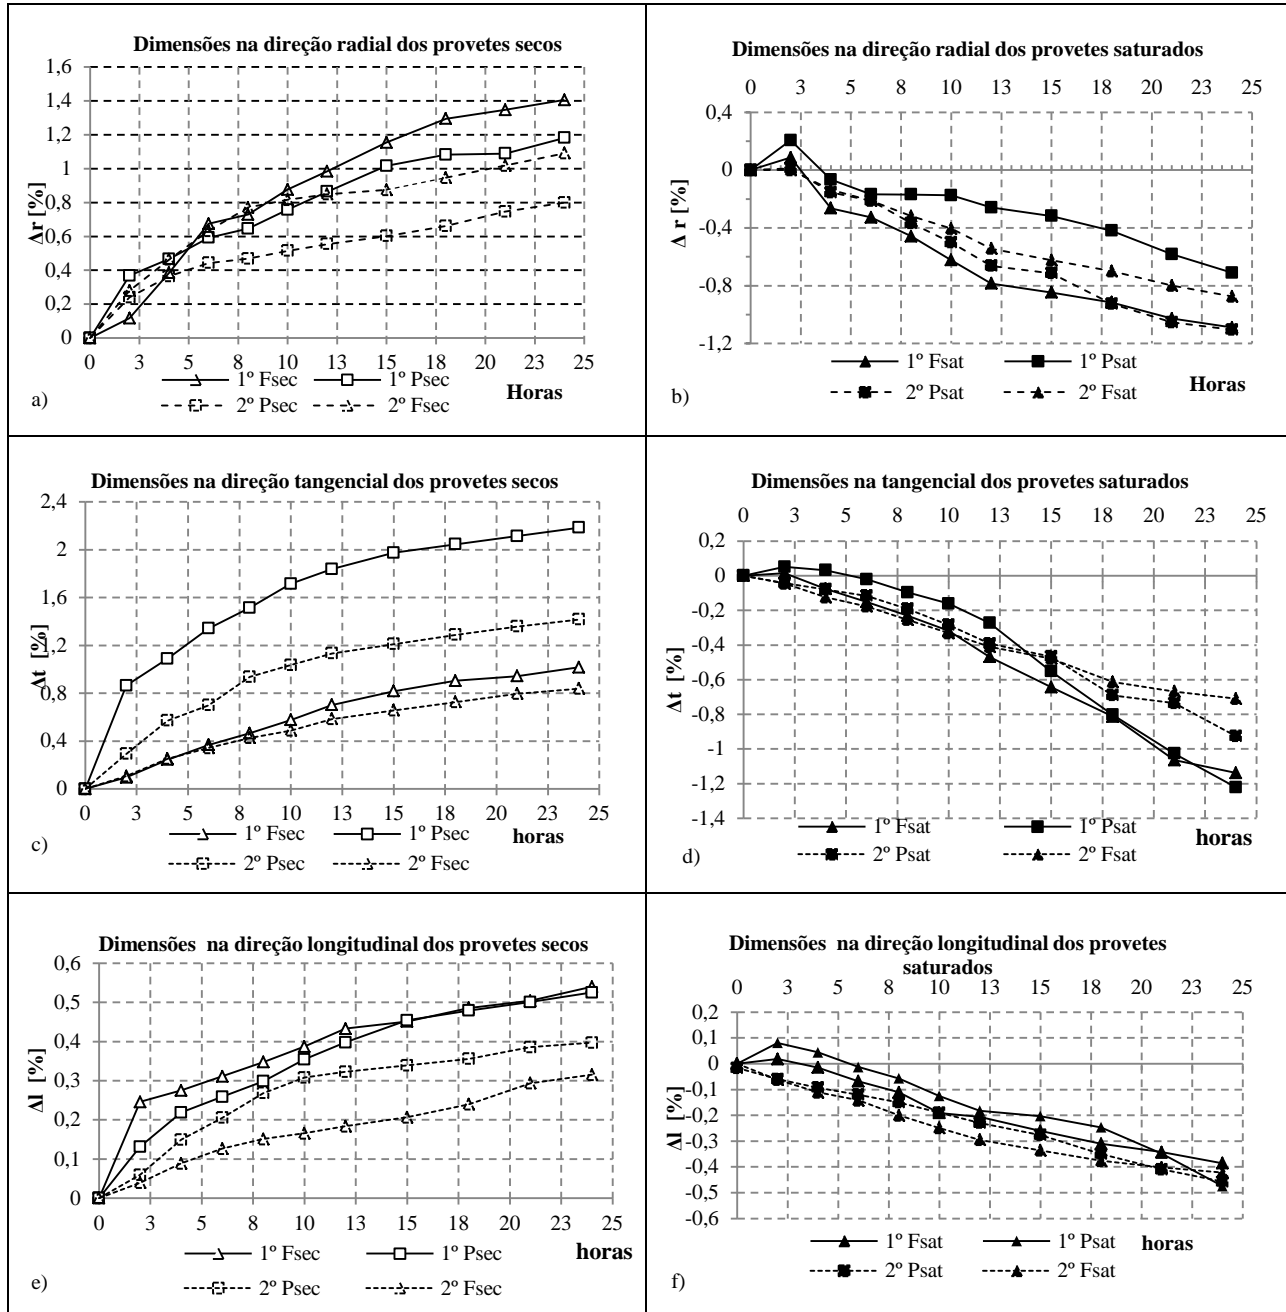 Dimensões na direção radial dos provetes secos
1,6
1.4
1.2
1
0.8
0.6
0.4
0,2
0
Δr [%]
0 3 5 8 10 13 15 18 20 23 25
1º Fsec 1º Psec
2º Psec 2º Fsec
Horas
a)
Dimensões na direção radial dos provetes saturados
0 3 5 8 10 13 15 18 20 23 25
0,4
0
-0.4
-0.8
-1,2
Δ r [%]
1º Fsat 1º Psat
2º Psat 2º Fsat
Horas
b)
Dimensões na direção tangencial dos provetes secos
2,4
2
1,6
1,2
0,8
0,4
0
Δt [%]
0 3 5 8 10 13 15 18 20 23 25
1º Fsec 1º Psec
2º Psec 2º Fsec
horas
c)
Dimensões na tangencial dos provetes saturados
0 3 5 8 10 13 15 18 20 23 25
0,2
0
-0,2
-0,4
-0,6
-0,8
-1
-1,2
-1,4
Δt [%]
1º Fsat 1º Psat
2º Psat 2º Fsat
horas
d)
Dimensões na direção longitudinal dos provetes secos
0,6
0,5
0,4
0,3
0,2
0,1
0
Δl [%]
0 3 5 8 10 13 15 18 20 23 25
1º Fsec 1º Psec
2º Psec 2º Fsec
horas
e)
Dimensões na direção longitudinal dos provetes
saturados
0 3 5 8 10 13 15 18 20 23 25
0,2
0,1
0
-0,1
-0,2
-0,3
-0,4
-0,5
-0,6
Δl [%]
1º Fsat 1º Psat
2º Psat 2º Fsat
horas
f)